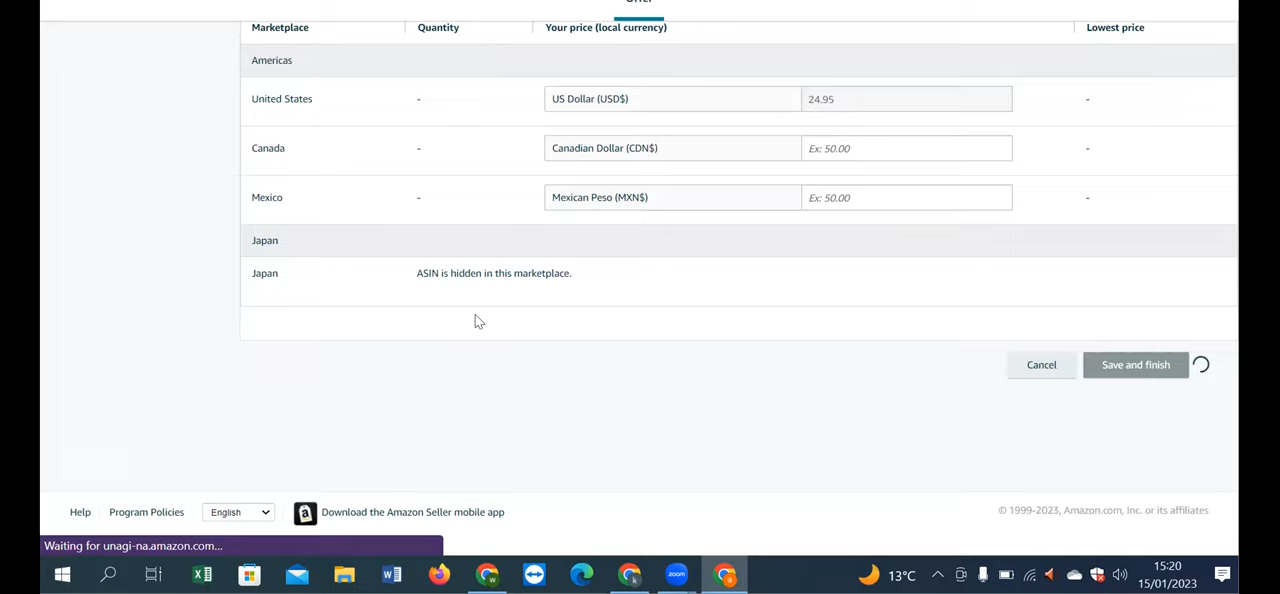 Offer
Marketplace Quantity Your price (local currency) Lowest price
Americas
United States - US Dollar (USD$) 24.95 -
Canada - Canadian Dollar (CDN$) Ex: 50.00 -
Mexico - Mexican Peso (MXN$) Ex: 50.00 -
Japan
Japan ASIN is hidden in this marketplace.
Cancel Save and finish
Help Program Policies English Download the Amazon Seller mobile app © 1999-2023, Amazon.com, Inc. or its affiliates
Waiting for unagi-na.amazon.com...
zoom 13°C 15:20
15/01/2023